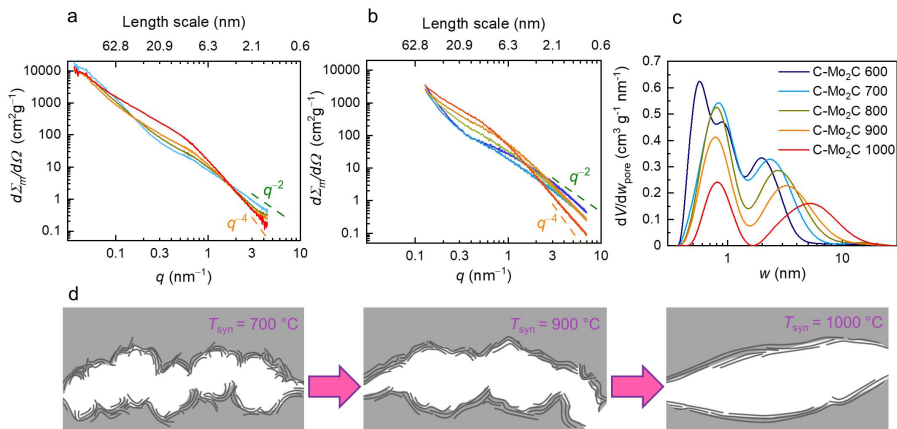 a
Length scale (nm)
62.8 20.9 6.3 2.1 0.6
10000
1000
100
10
1
0.1
dΣm/dΩ (cm²g⁻¹)
q⁻²
q⁻⁴
0.1 0.3 1 3 10
q (nm⁻¹)
b
Length scale (nm)
62.8 20.9 6.3 2.1 0.6
10000
1000
100
10
1
0.1
dΣm/dΩ (cm²g⁻¹)
q⁻²
q⁻⁴
0.1 0.3 1 3 10
q (nm⁻¹)
c
0.7
0.6
0.5
0.4
0.3
0.2
0.1
0
dV/dwpore (cm³ g⁻¹ nm⁻¹)
C-Mo₂C 600
C-Mo₂C 700
C-Mo₂C 800
C-Mo₂C 900
C-Mo₂C 1000
1 10
w (nm)
d
Tsyn = 700 °C
Tsyn = 900 °C
Tsyn = 1000 °C